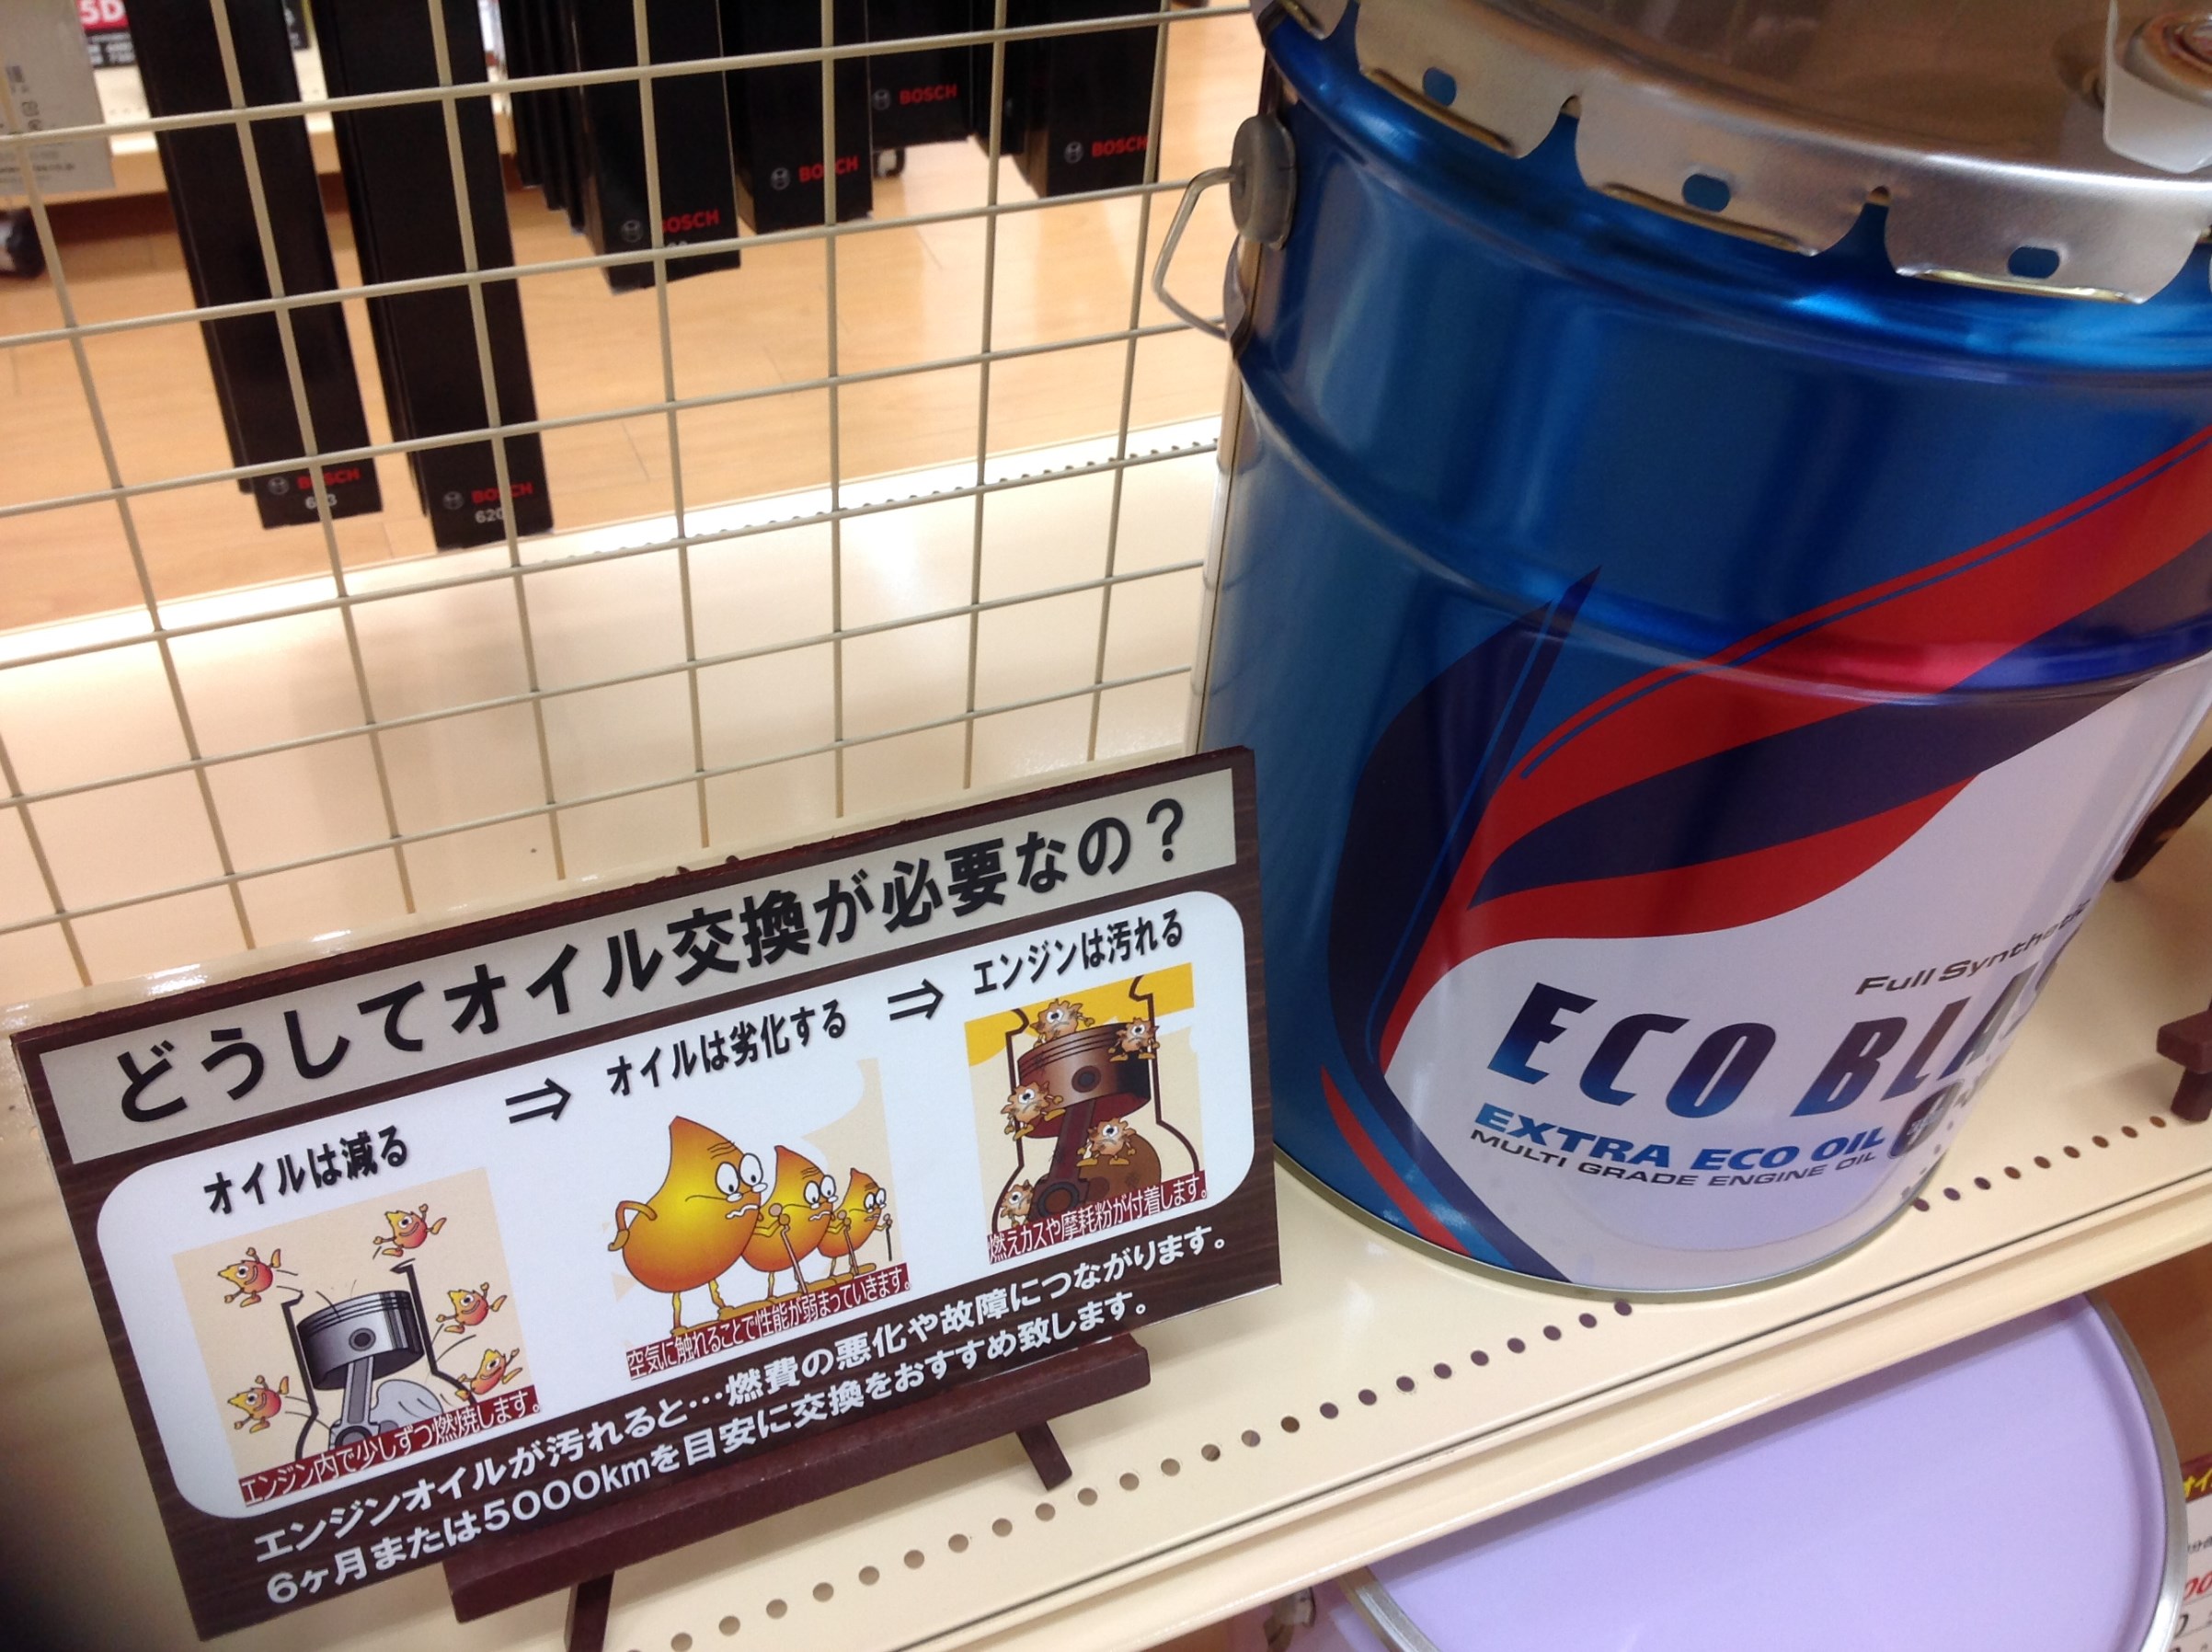 5D
BOSCH
BOSCH
BOSCH
BOSCH
BOSCH
BOSCH
620
どうしてオイル交換が必要なの？
オイルは減る
⇒
オイルは劣化する
⇒
エンジンは汚れる
エンジン内で少しずつ燃焼します。
空気に触れることで性能が弱まっていきます。
燃えカスや摩耗粉が付着します。
エンジンオイルが汚れると…燃費の悪化や故障につながります。
6ヶ月または5000kmを目安に交換をおすすめ致します。
Full Synthetic
ECO BLA
EXTRA ECO OIL
MULTI GRADE ENGINE OIL